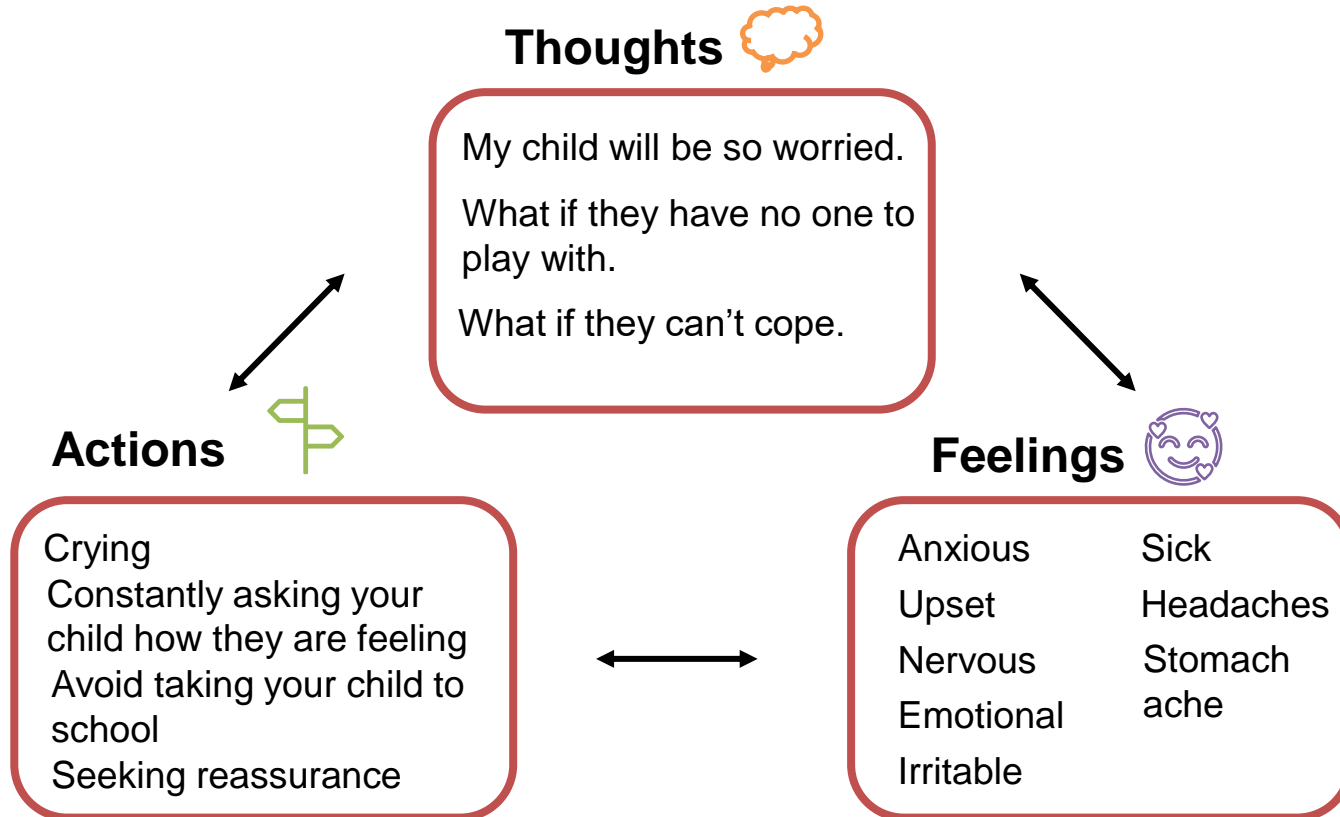 Thoughts
My child will be so worried.
What if they have no one to
play with.
What if they can’t cope.
Actions
Crying
Constantly asking your
child how they are feeling
Avoid taking your child to
school
Seeking reassurance
Feelings
Anxious
Upset
Nervous
Emotional
Irritable
Sick
Headaches
Stomach
ache